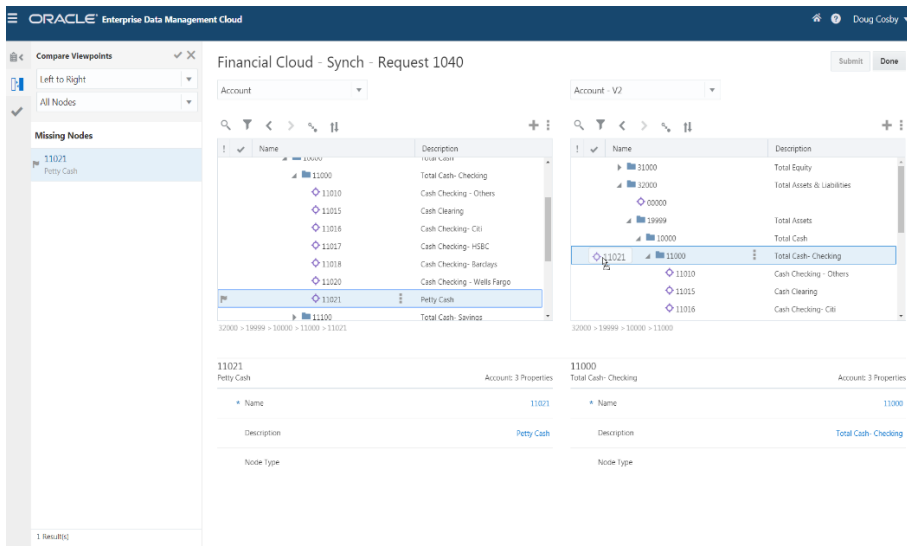 ORACLE® Enterprise Data Management Cloud
Doug Cosby
Compare Viewpoints
Left to Right
All Nodes
Missing Nodes
11021
Petty Cash
1 Result(s)
Financial Cloud - Synch - Request 1040
Submit Done
Account
Account - V2
! Name Description
10000 Total Cash
11000 Total Cash- Checking
11010 Cash Checking - Others
11015 Cash Clearing
11016 Cash Checking- Citi
11017 Cash Checking- HSBC
11018 Cash Checking- Barclays
11020 Cash Checking - Wells Fargo
11021 Petty Cash
11100 Total Cash- Savings
32000 > 19999 > 10000 > 11000 > 11021
! Name Description
31000 Total Equity
32000 Total Assets & Liabilities
00000
19999 Total Assets
10000 Total Cash
11021 11000 Total Cash- Checking
11010 Cash Checking - Others
11015 Cash Clearing
11016 Cash Checking- Citi
32000 > 19999 > 10000 > 11000
11021
Petty Cash Account: 3 Properties
* Name 11021
Description Petty Cash
Node Type
11000
Total Cash- Checking Account: 3 Properties
* Name 11000
Description Total Cash- Checking
Node Type